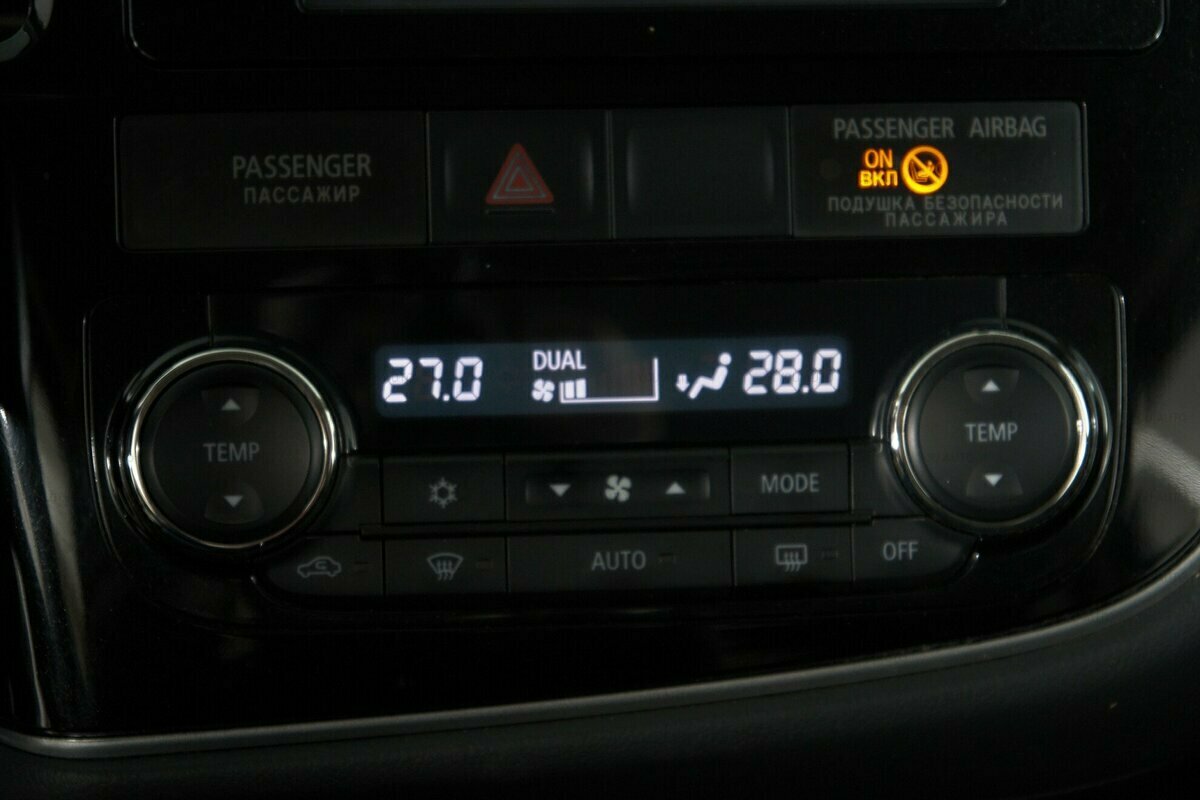 PASSENGER
ПАССАЖИР
PASSENGER AIRBAG
ON
ВКЛ
ПОДУШКА БЕЗОПАСНОСТИ
ПАССАЖИРА
27.0
DUAL
28.0
TEMP
TEMP
MODE
AUTO
OFF